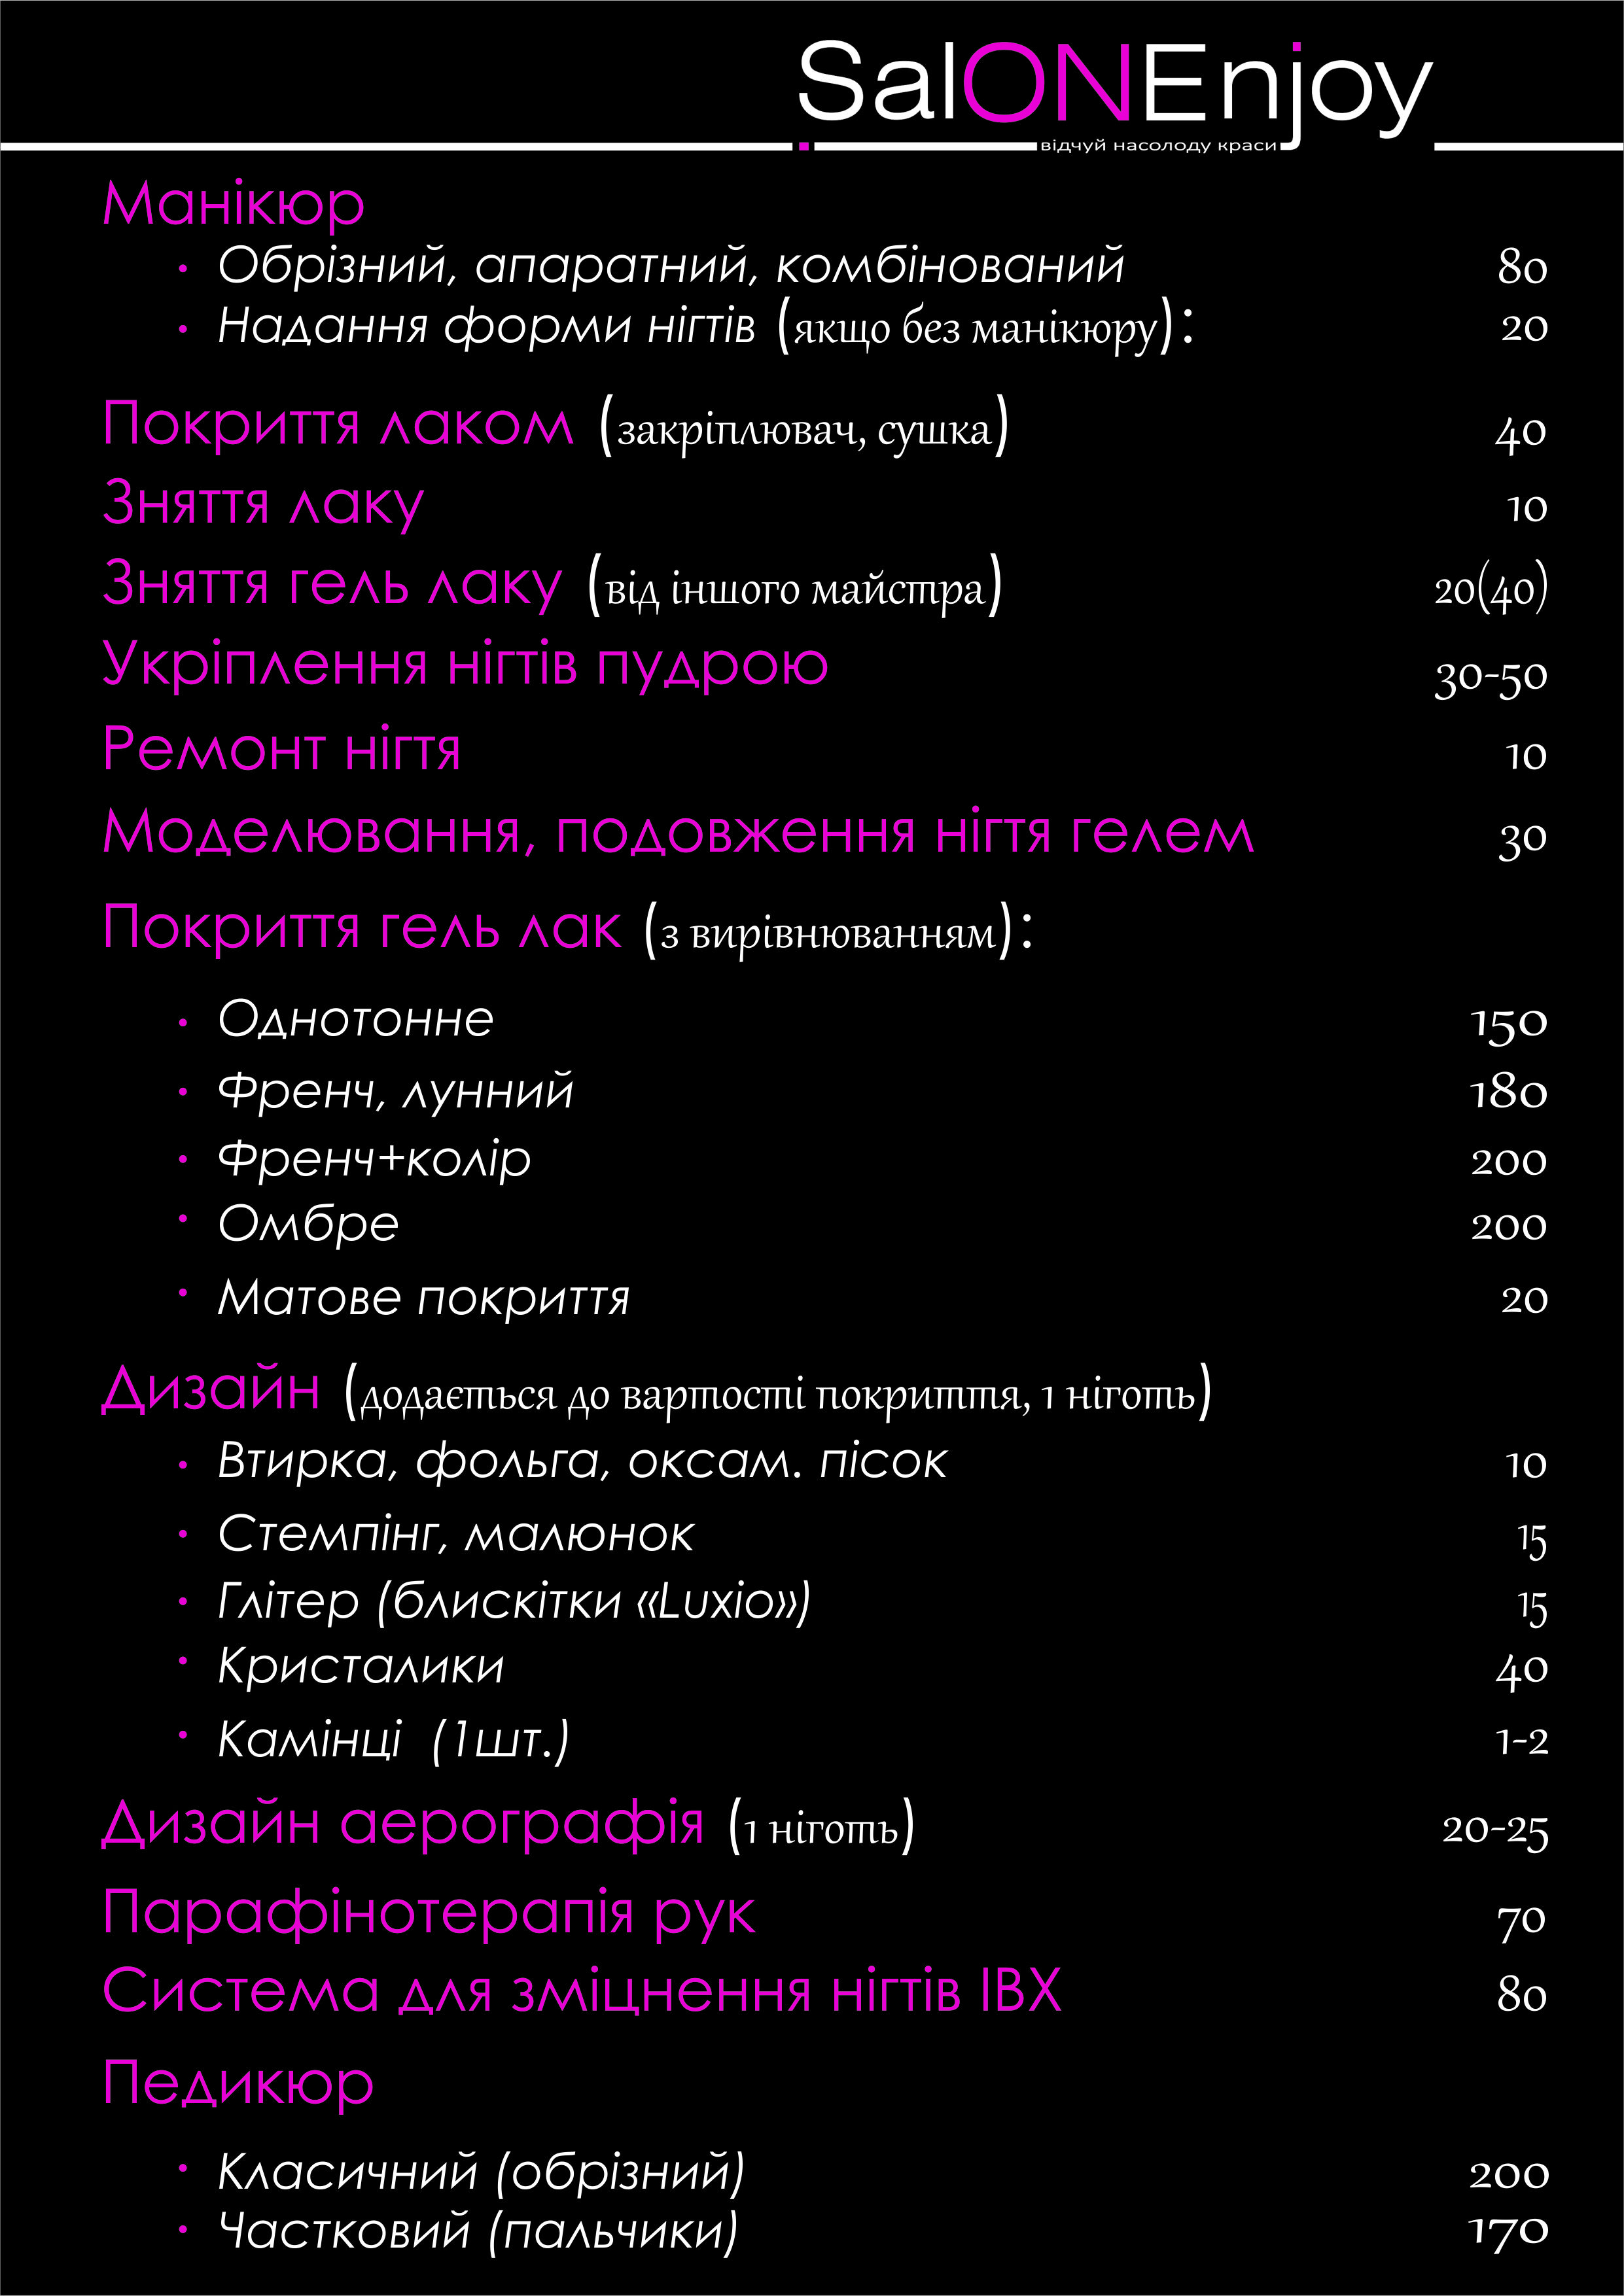 SalONEnjoy
відчуй насолоду краси
Манікюр
• Обрізний, апаратний, комбінований 80
• Надання форми нігтів (якщо без манікюру): 20
Покриття лаком (закріплювач, сушка) 40
Зняття лаку 10
Зняття гель лаку (від іншого майстра) 20(40)
Укріплення нігтів пудрою 30-50
Ремонт нігтя 10
Моделювання, подовження нігтя гелем 30
Покриття гель лак (з вирівнюванням):
• Однотонне 150
• Френч, лунний 180
• Френч+колір 200
• Омбре 200
• Матове покриття 20
Дизайн (додається до вартості покриття, 1 ніготь)
• Втирка, фольга, оксам. пісок 10
• Стемпінг, малюнок 15
• Глітер (блискітки «Luxio») 15
• Кристалики 40
• Камінці (1шт.) 1-2
Дизайн аерографія (1 ніготь) 20-25
Парафінотерапія рук 70
Система для зміцнення нігтів IBX 80
Педикюр
• Класичний (обрізний) 200
• Частковий (пальчики) 170